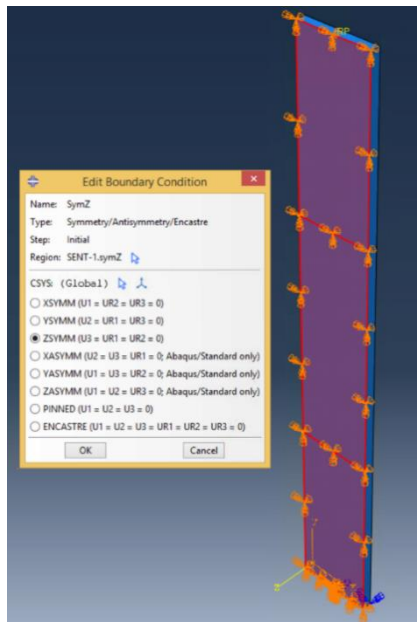 RP
Edit Boundary Condition
Name: SymZ
Type: Symmetry/Antisymmetry/Encastre
Step: Initial
Region: SENT-1.symZ
CSYS: (Global)
XSYMM (U1 = UR2 = UR3 = 0)
YSYMM (U2 = UR1 = UR3 = 0)
ZSYMM (U3 = UR1 = UR2 = 0)
XASYMM (U2 = U3 = UR1 = 0; Abaqus/Standard only)
YASYMM (U1 = U3 = UR2 = 0; Abaqus/Standard only)
ZASYMM (U1 = U2 = UR3 = 0; Abaqus/Standard only)
PINNED (U1 = U2 = U3 = 0)
ENCASTRE (U1 = U2 = U3 = UR1 = UR2 = UR3 = 0)
OK Cancel
Z